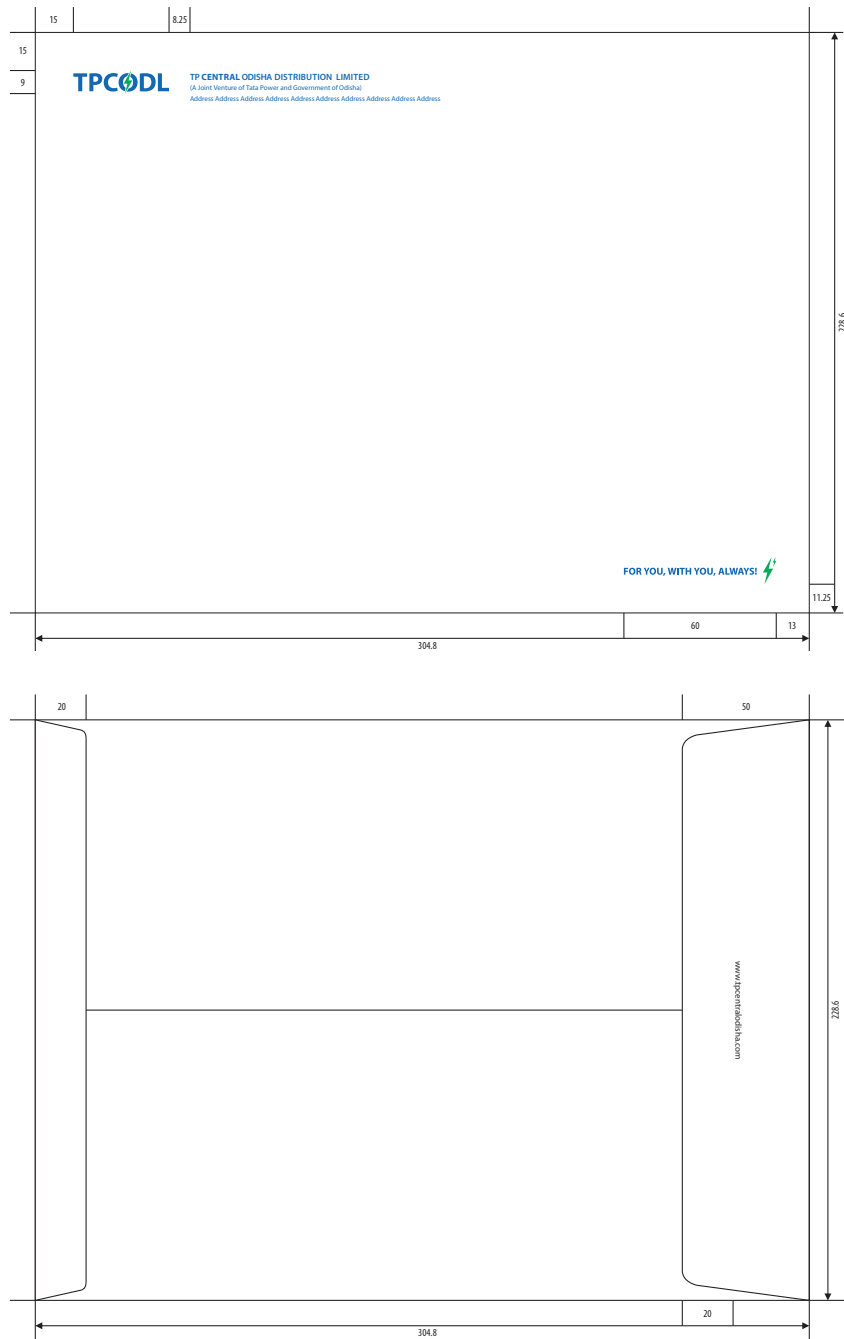 15
8.25
15
9
TPCODL
TP CENTRAL ODISHA DISTRIBUTION LIMITED
(A Joint Venture of Tata Power and Government of Odisha)
Address Address Address Address Address Address Address Address Address Address
228.6
FOR YOU, WITH YOU, ALWAYS!
11.25
60
13
304.8
20
50
www.tpcentralodisha.com
228.6
20
304.8